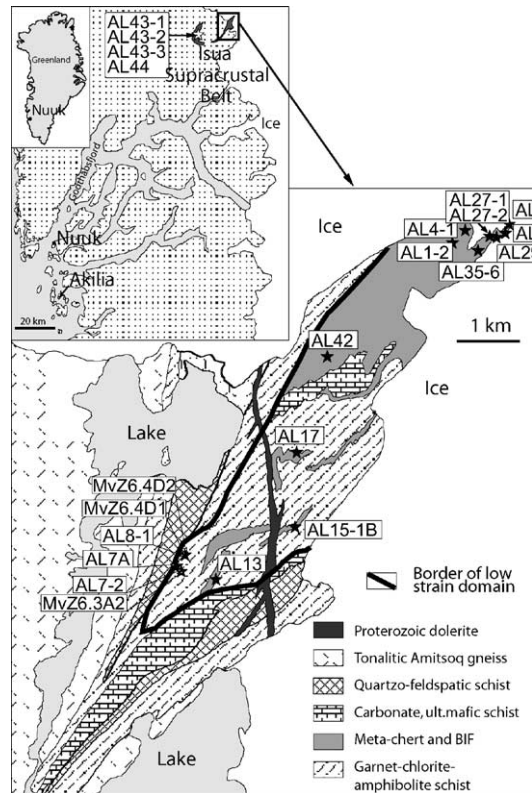 Greenland
Nuuk
AL43-1
AL43-2
AL43-3
AL44
Isua
Supracrustal
Belt
Ice
Godthåbsfjord
Nuuk
Akilia
20 km
Ice
AL27-1
AL27-2
AL4-1
AL1-2
AL35-6
1 km
AL42
Ice
Lake
AL17
MvZ6.4D2
MvZ6.4D1
AL8-1
AL7A
AL7-2
MvZ6.3A2
AL13
AL15-1B
Border of low
strain domain
Proterozoic dolerite
Tonalitic Amitsoq gneiss
Quartzo-feldspatic schist
Carbonate, ult.mafic schist
Meta-chert and BIF
Garnet-chlorite-
amphibolite schist
Lake